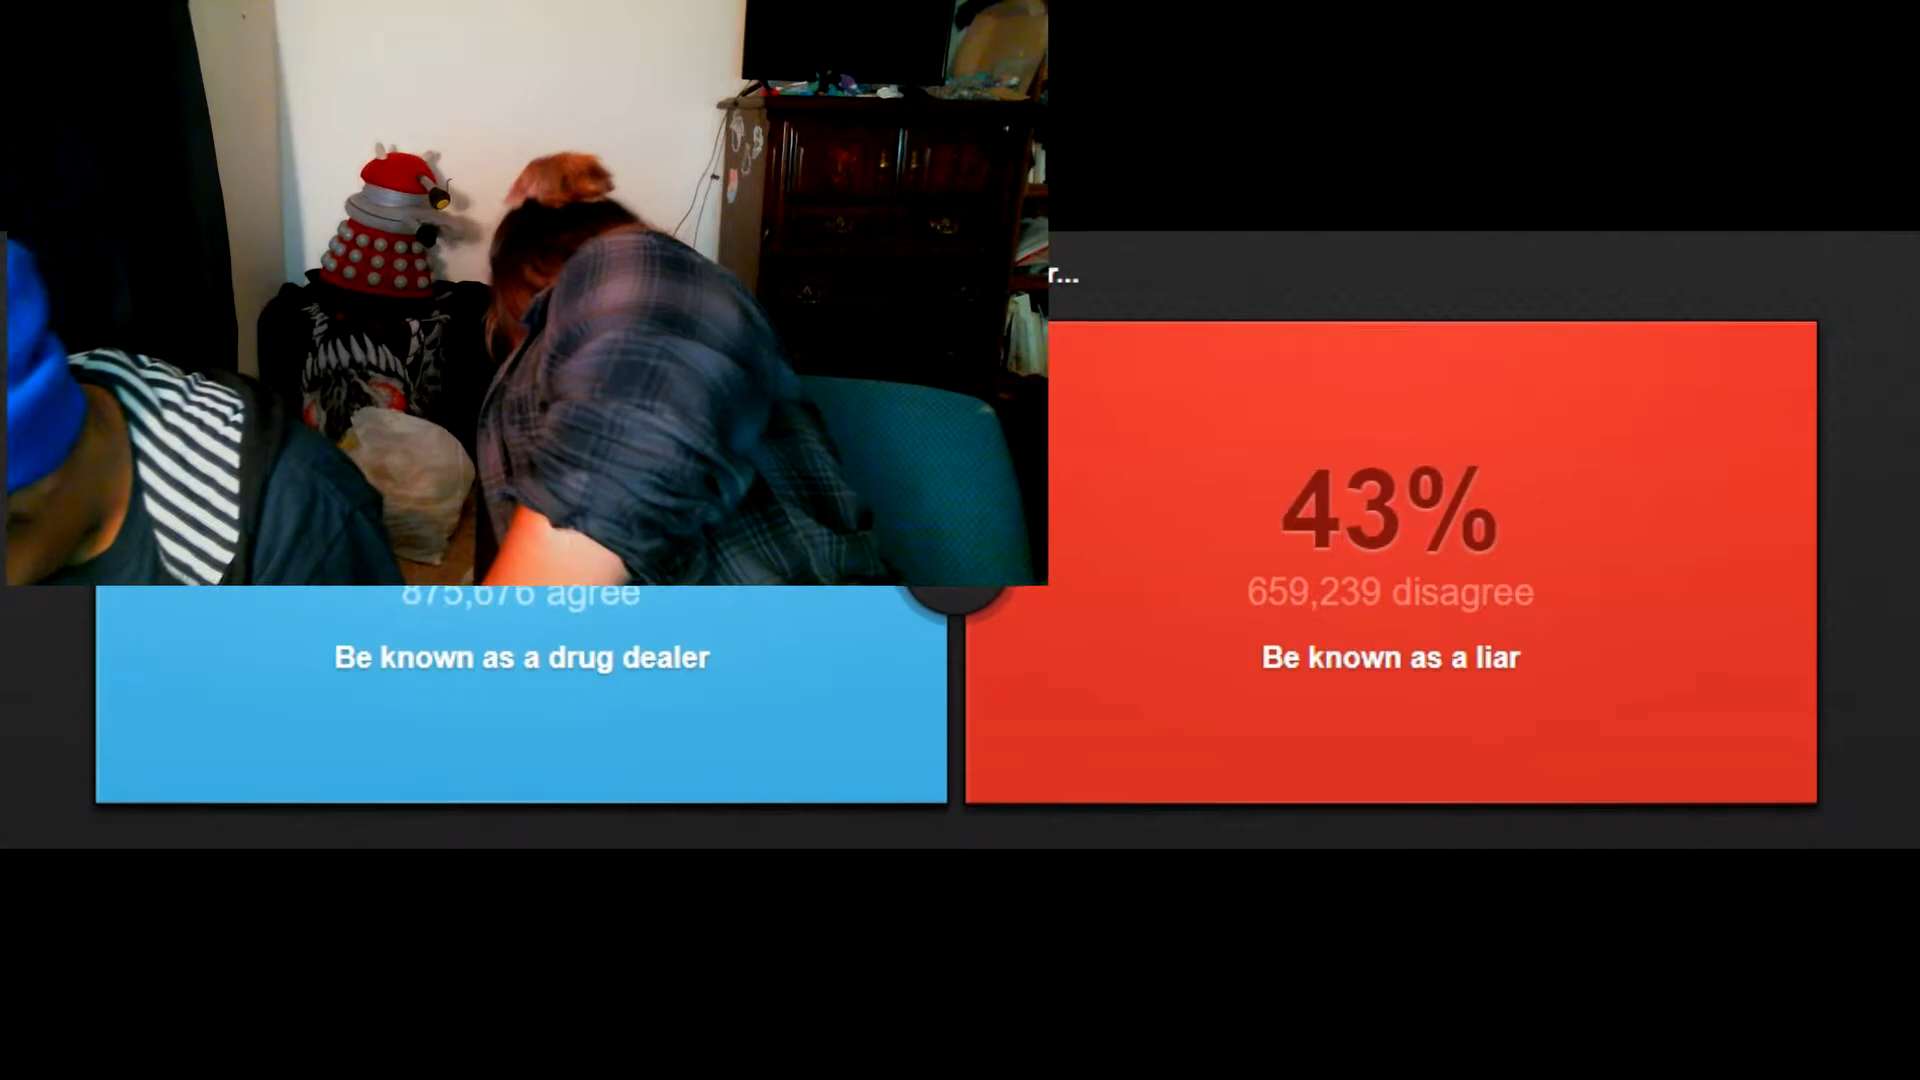 r...
43%
875,676 agree
659,239 disagree
Be known as a drug dealer
Be known as a liar